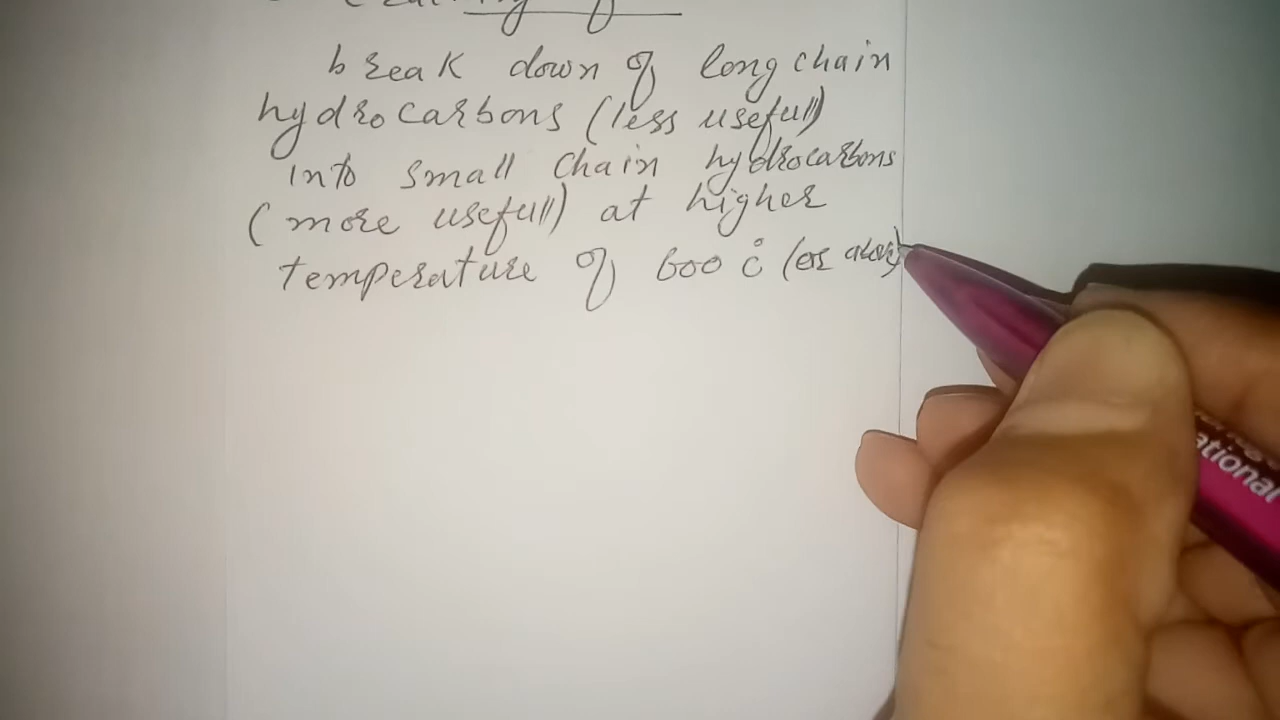 break down of long chain
hydrocarbons (less usefull)
into small chain hydrocarbons
(more usefull) at higher
temperature of 600 c̊ (or above)
ational